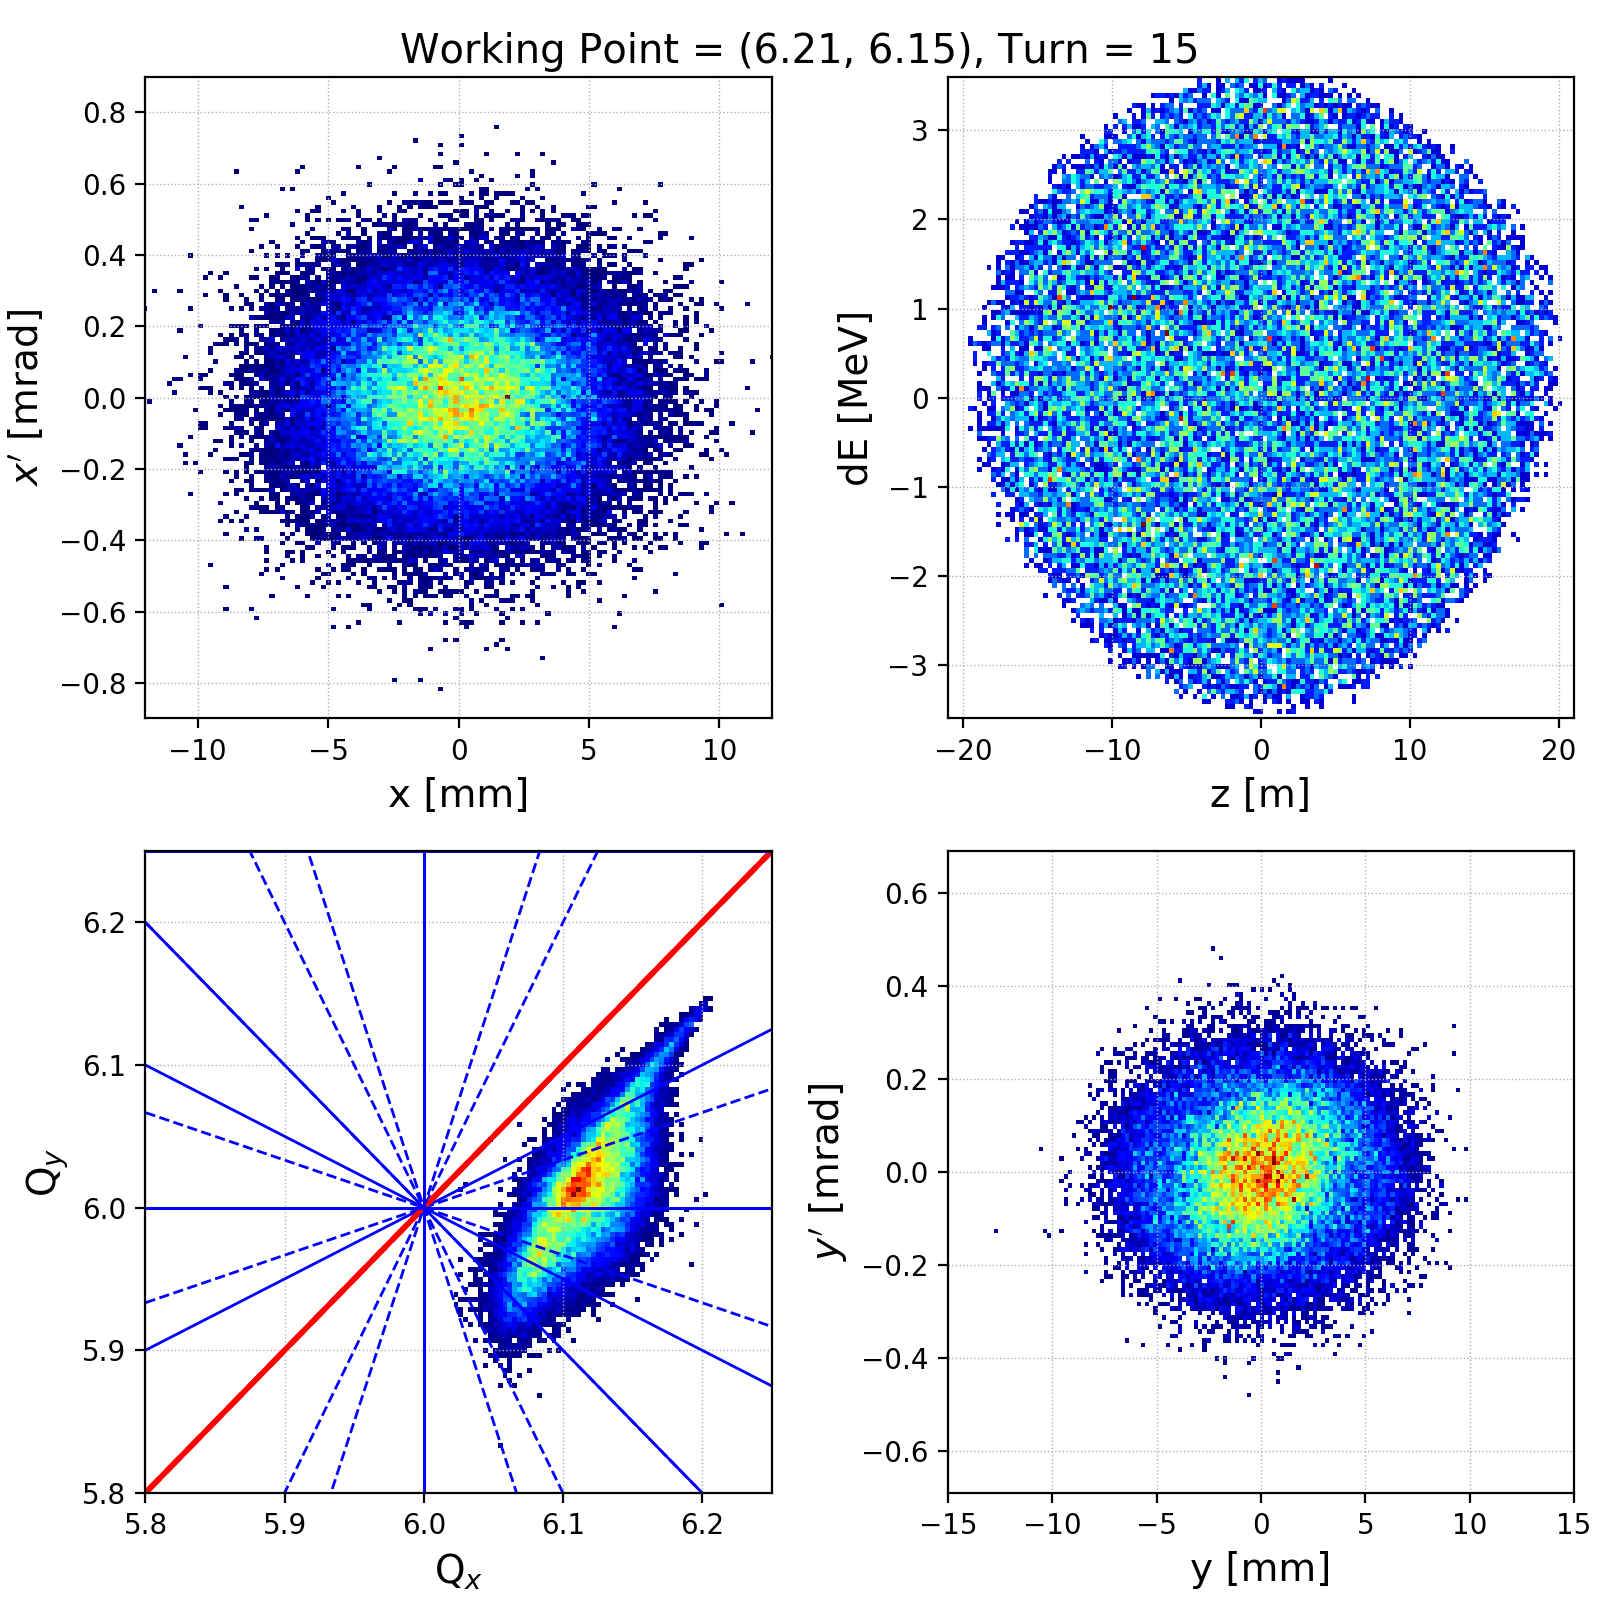 Working Point = (6.21, 6.15), Turn = 15
0.8
0.6
0.4
0.2
0.0
−0.2
−0.4
−0.6
−0.8
x′ [mrad]
−10 −5 0 5 10
x [mm]
3
2
1
0
−1
−2
−3
dE [MeV]
−20 −10 0 10 20
z [m]
6.2
6.1
6.0
5.9
5.8
Qy
5.8 5.9 6.0 6.1 6.2
Qx
0.6
0.4
0.2
0.0
−0.2
−0.4
−0.6
y′ [mrad]
−15 −10 −5 0 5 10 15
y [mm]